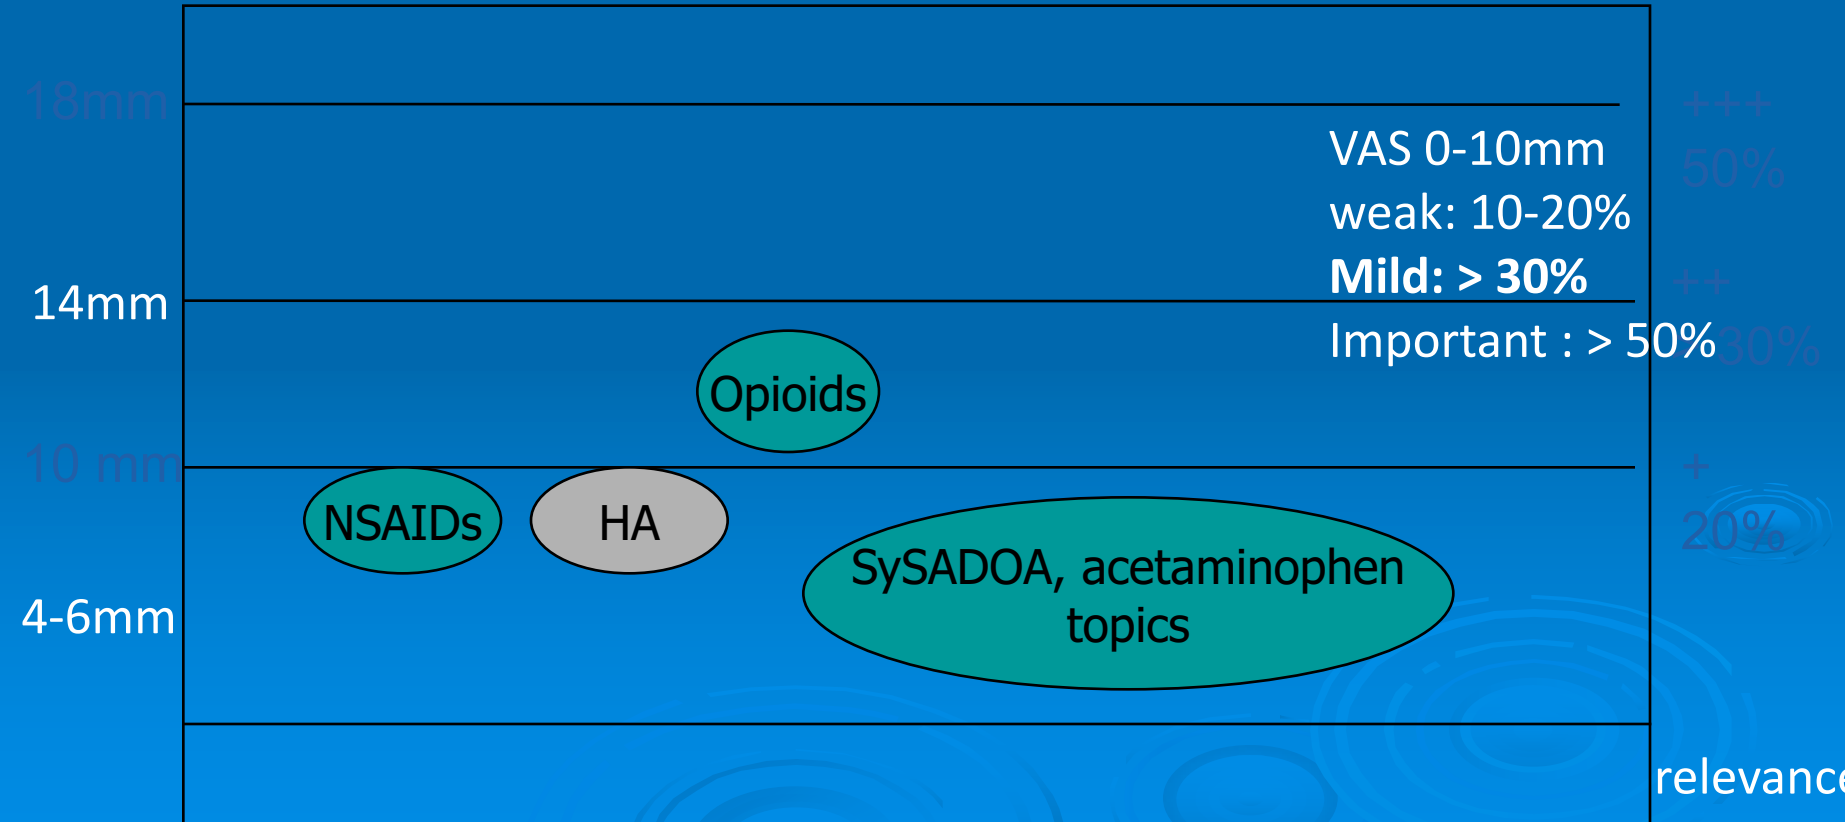 18mm
+++
50%
VAS 0-10mm
weak: 10-20%
Mild: > 30%
Important : > 50%
14mm
++
30%
Opioids
10 mm
+
20%
NSAIDs
HA
SySADOA, acetaminophen
topics
4-6mm
relevance